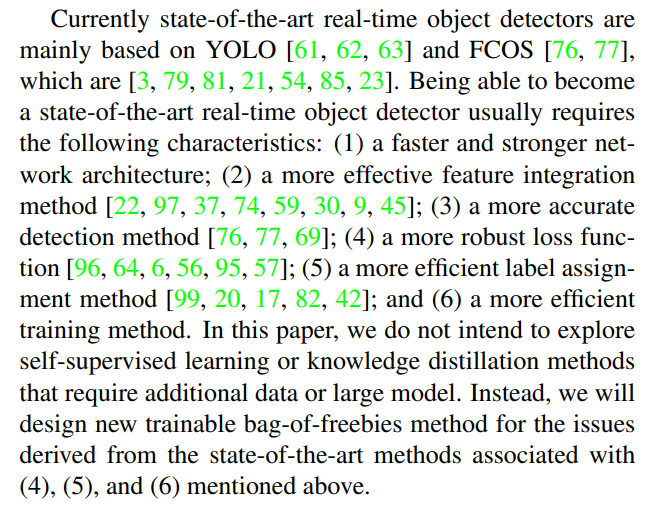 Currently state-of-the-art real-time object detectors are
mainly based on YOLO [61, 62, 63] and FCOS [76, 77],
which are [3, 79, 81, 21, 54, 85, 23]. Being able to become
a state-of-the-art real-time object detector usually requires
the following characteristics: (1) a faster and stronger net-
work architecture; (2) a more effective feature integration
method [22, 97, 37, 74, 59, 30, 9, 45]; (3) a more accurate
detection method [76, 77, 69]; (4) a more robust loss func-
tion [96, 64, 6, 56, 95, 57]; (5) a more efficient label assign-
ment method [99, 20, 17, 82, 42]; and (6) a more efficient
training method. In this paper, we do not intend to explore
self-supervised learning or knowledge distillation methods
that require additional data or large model. Instead, we will
design new trainable bag-of-freebies method for the issues
derived from the state-of-the-art methods associated with
(4), (5), and (6) mentioned above.